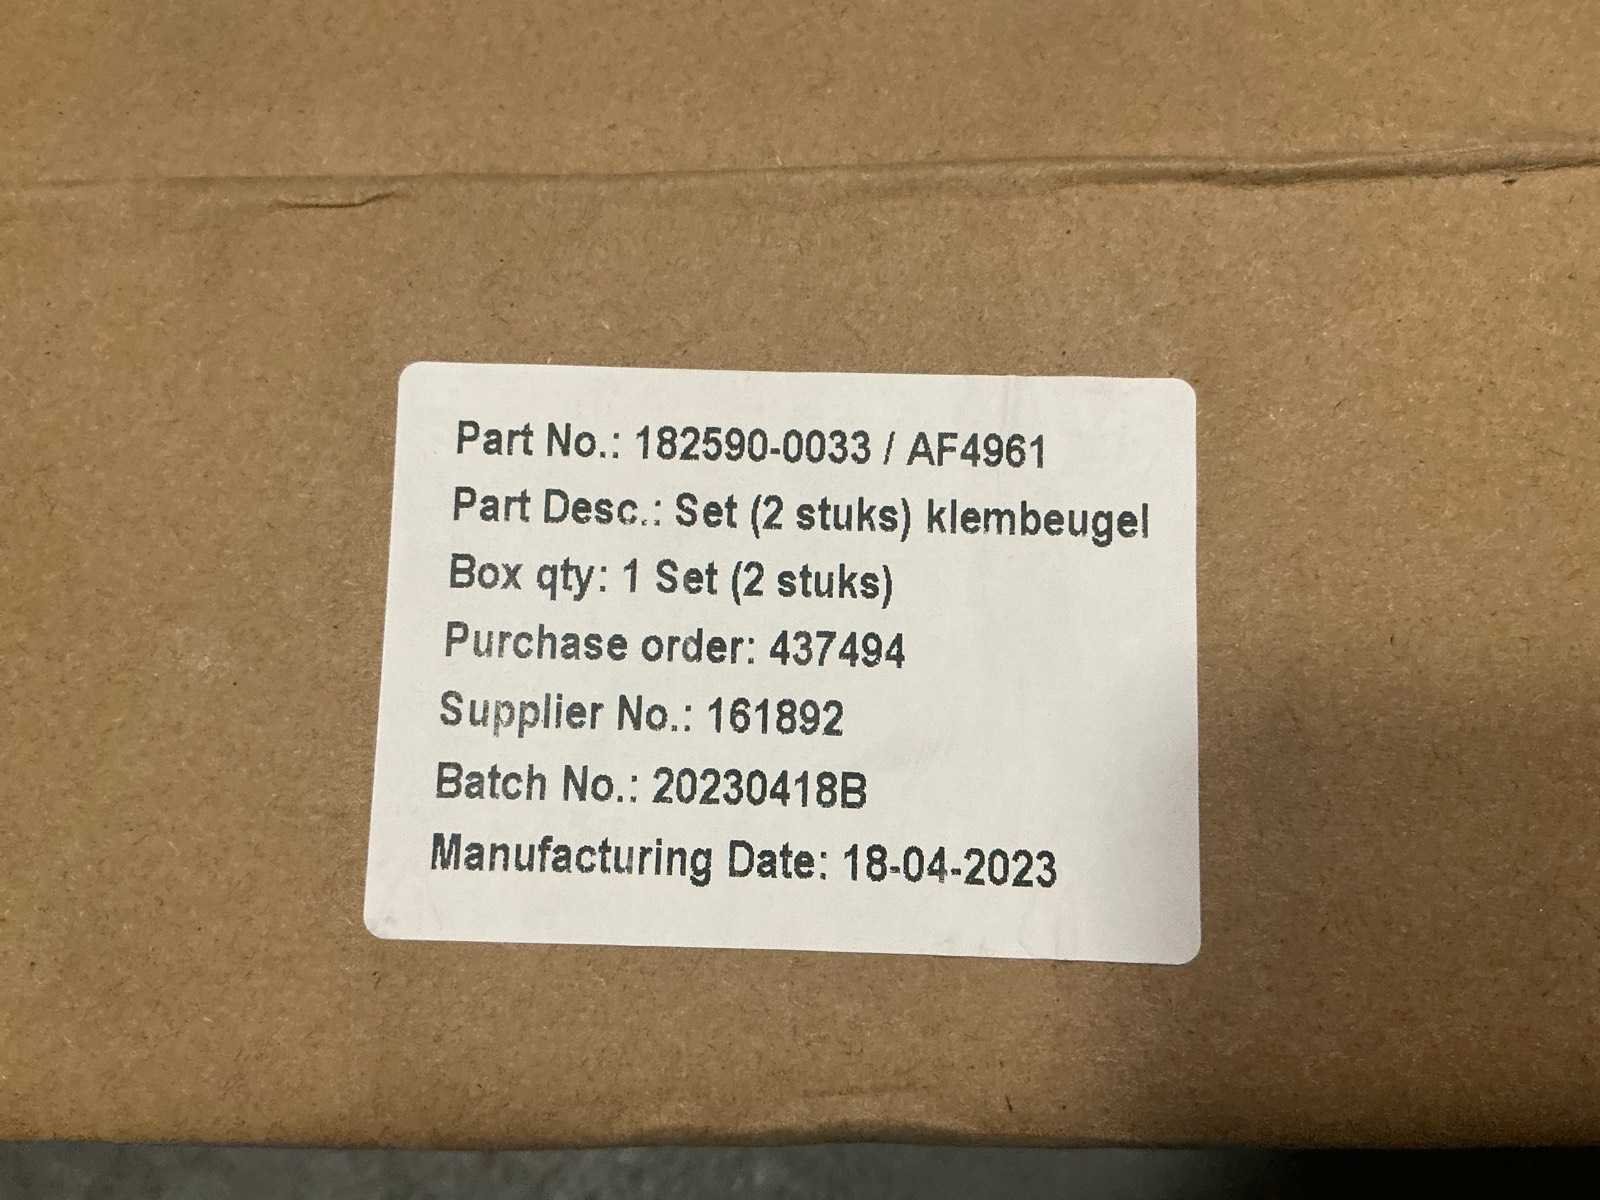 Part No.: 182590-0033 / AF4961
Part Desc.: Set (2 stuks) klembeugel
Box qty: 1 Set (2 stuks)
Purchase order: 437494
Supplier No.: 161892
Batch No.: 20230418B
Manufacturing Date: 18-04-2023